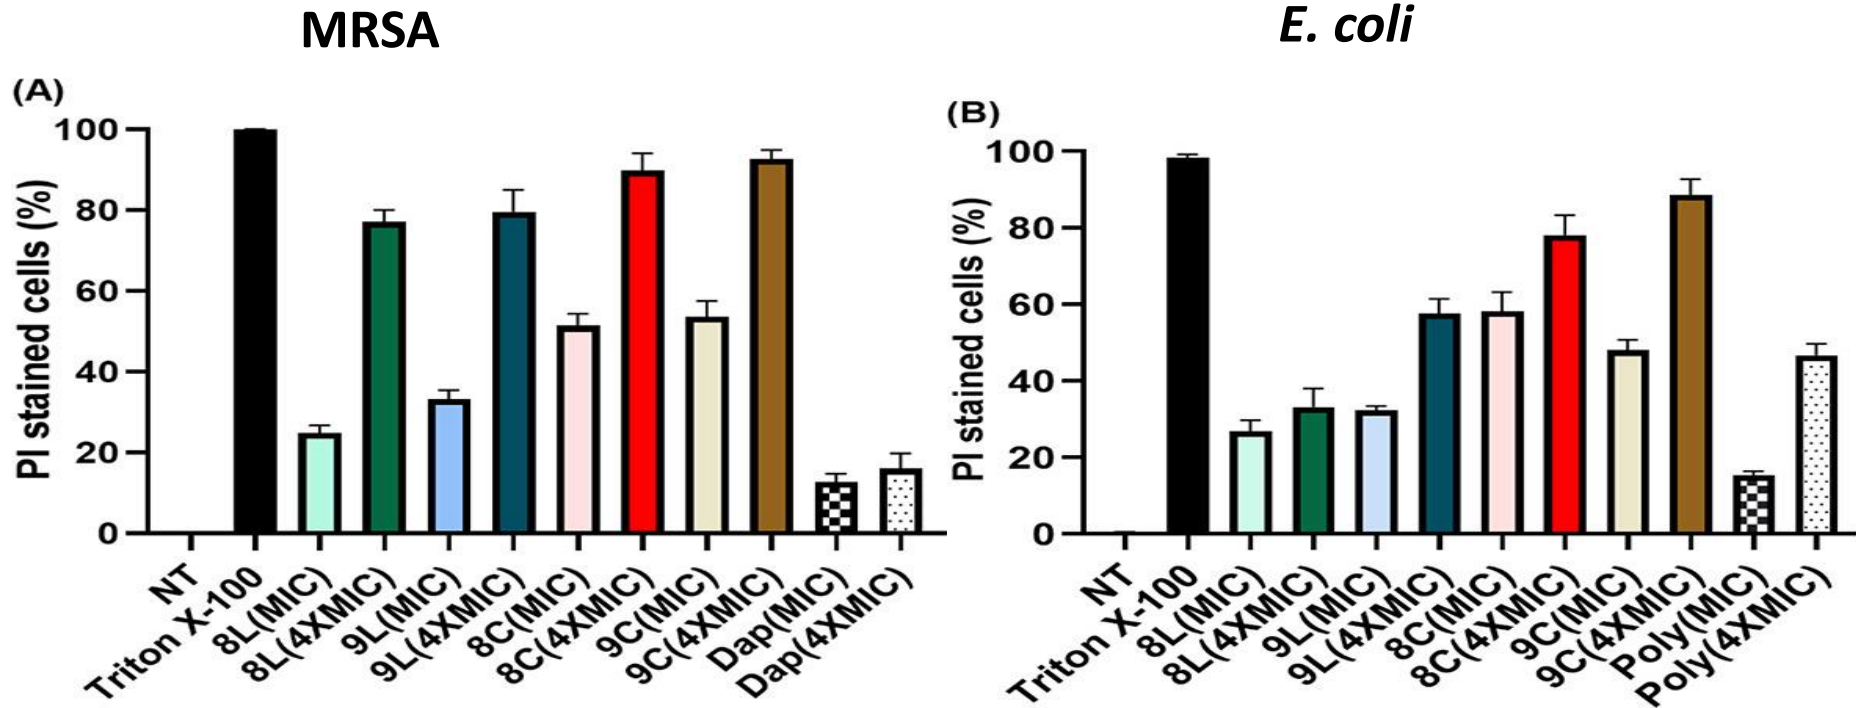 MRSA
E. coli
(A)
PI stained cells (%)
100
80
60
40
20
0
NT
Triton X-100
8L(MIC)
8L(4XMIC)
9L(MIC)
9L(4XMIC)
8C(MIC)
8C(4XMIC)
9C(MIC)
9C(4XMIC)
Dap(MIC)
Dap(4XMIC)
(B)
PI stained cells (%)
100
80
60
40
20
0
NT
Triton X-100
8L(MIC)
8L(4XMIC)
9L(MIC)
9L(4XMIC)
8C(MIC)
8C(4XMIC)
9C(MIC)
9C(4XMIC)
Poly(MIC)
Poly(4XMIC)